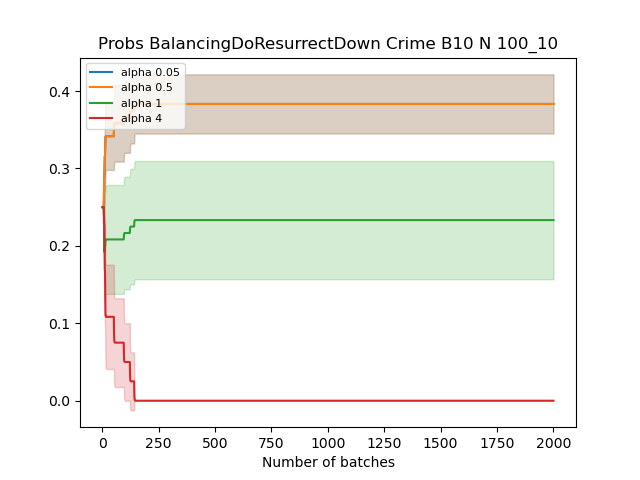 Probs BalancingDoResurrectDown Crime B10 N 100_10
alpha 0.05
alpha 0.5
alpha 1
alpha 4
0.4
0.3
0.2
0.1
0.0
0 250 500 750 1000 1250 1500 1750 2000
Number of batches